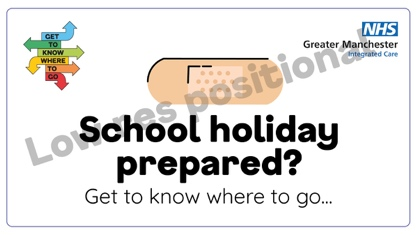 GET
TO
KNOW
WHERE
TO
GO
NHS
Greater Manchester
Integrated Care
Low res positional
School holiday
prepared?
Get to know where to go...